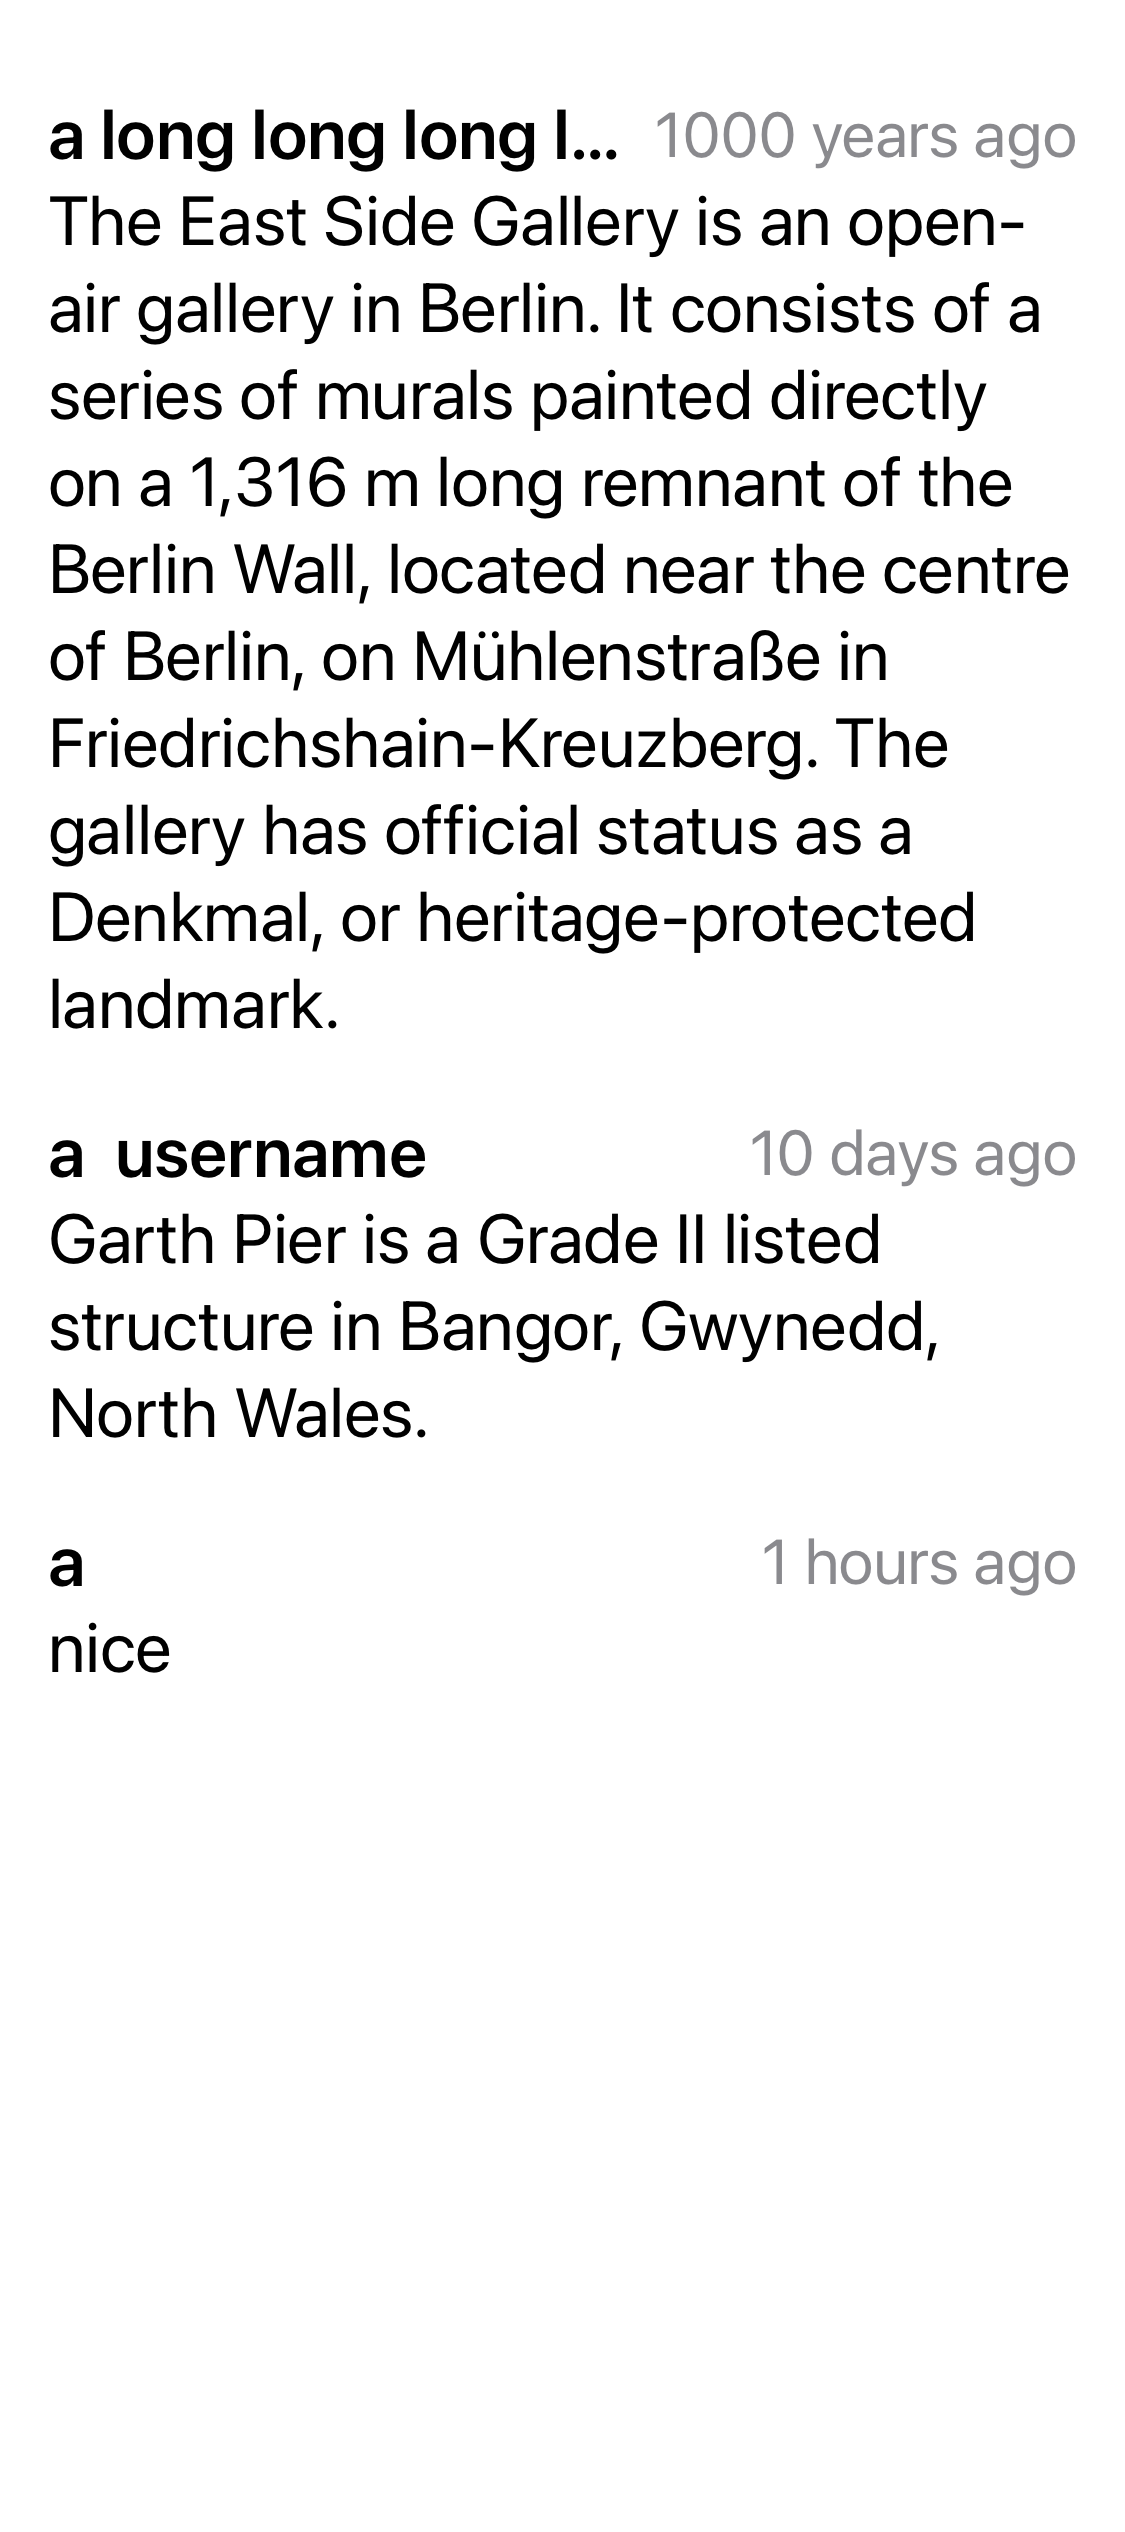 a long long long l... 1000 years ago
The East Side Gallery is an open-
air gallery in Berlin. It consists of a
series of murals painted directly
on a 1,316 m long remnant of the
Berlin Wall, located near the centre
of Berlin, on Mühlenstraße in
Friedrichshain-Kreuzberg. The
gallery has official status as a
Denkmal, or heritage-protected
landmark.
a  username 10 days ago
Garth Pier is a Grade II listed
structure in Bangor, Gwynedd,
North Wales.
a 1 hours ago
nice